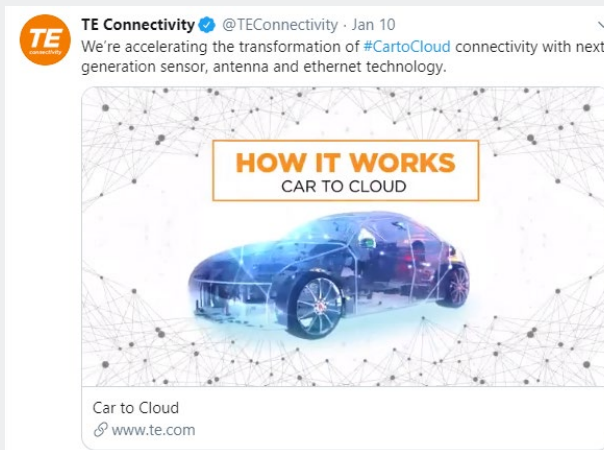 TE
connectivity
TE Connectivity @TEConnectivity · Jan 10
We're accelerating the transformation of #CartoCloud connectivity with next
generation sensor, antenna and ethernet technology.
HOW IT WORKS
CAR TO CLOUD
Car to Cloud
www.te.com